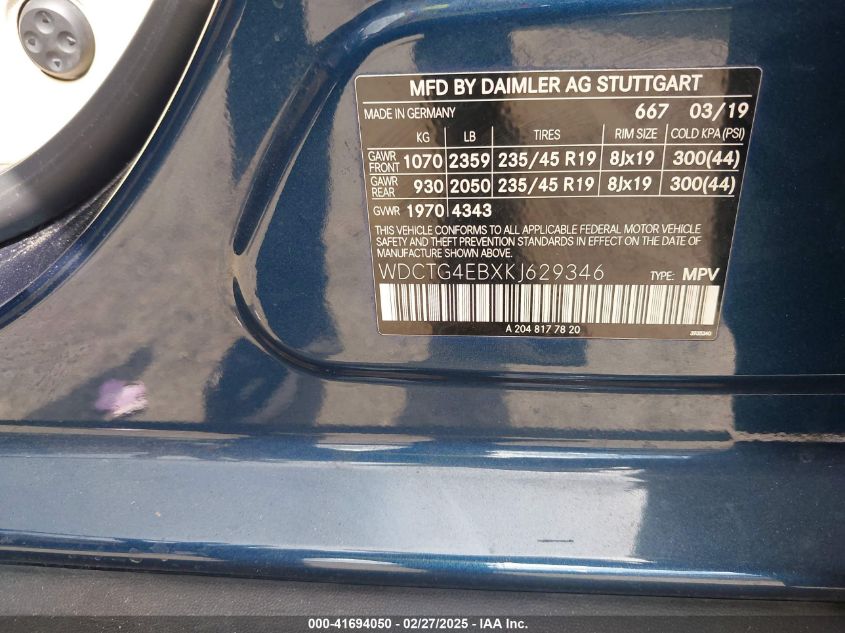 MFD BY DAIMLER AG STUTTGART
MADE IN GERMANY 667 03/19
KG LB TIRES RIM SIZE COLD KPA (PSI)
GAWR FRONT 1070 2359 235/45 R19 8Jx19 300(44)
GAWR REAR 930 2050 235/45 R19 8Jx19 300(44)
GVWR 1970 4343
THIS VEHICLE CONFORMS TO ALL APPLICABLE FEDERAL MOTOR VEHICLE
SAFETY AND THEFT PREVENTION STANDARDS IN EFFECT ON THE DATE OF
MANUFACTURE SHOWN ABOVE.
WDCTG4EBXKJ629346 TYPE: MPV
A 204 817 78 20
000-41694050 / 02/27/2025 - © IAA, Inc.